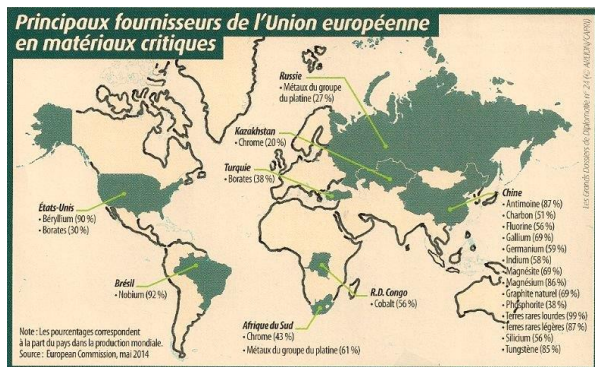 Principaux fournisseurs de l'Union européenne
en matériaux critiques
Russie
• Métaux du groupe
du platine (27 %)
Kazakhstan
• Chrome (20 %)
Turquie
• Borates (38 %)
États-Unis
• Béryllium (90 %)
• Borates (30 %)
Brésil
• Nobium (92 %)
R.D. Congo
• Cobalt (56 %)
Afrique du Sud
• Chrome (43 %)
• Métaux du groupe du platine (61 %)
Chine
• Antimoine (87 %)
• Charbon (51 %)
• Fluorine (56 %)
• Gallium (69 %)
• Germanium (59 %)
• Indium (58 %)
• Magnésite (69 %)
• Magnésium (86 %)
• Graphite naturel (69 %)
• Phosphorite (38 %)
• Terres rares lourdes (99 %)
• Terres rares légères (87 %)
• Silicium (56 %)
• Tungstène (85 %)
Note : Les pourcentages correspondent
à la part du pays dans la production mondiale.
Source : European Commission, mai 2014
Les Grands Dossiers de Diplomatie n° 24 (©